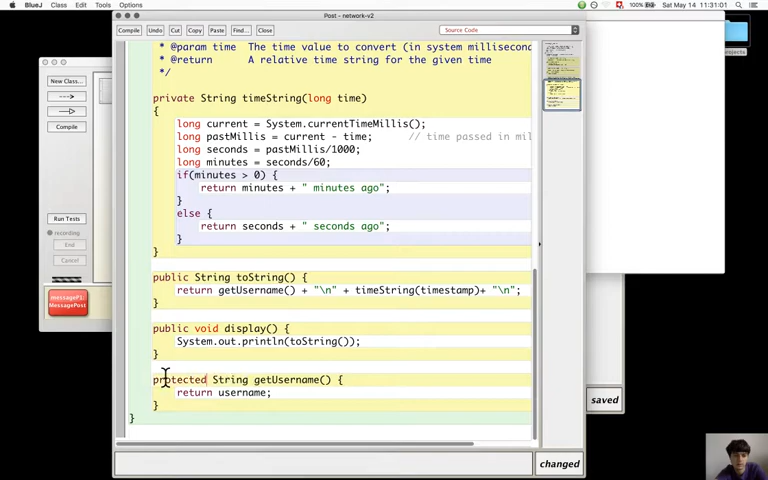 BlueJ Class Edit Tools Options 100% Sat May 14 11:31:01
Post - network-v2
Compile Undo Cut Copy Paste Find... Close Source Code
* @param time The time value to convert (in system millisecond
* @return A relative time string for the given time
*/
private String timeString(long time)
{
long current = System.currentTimeMillis();
long pastMillis = current - time; // time passed in mil
long seconds = pastMillis/1000;
long minutes = seconds/60;
if(minutes > 0) {
return minutes + " minutes ago";
}
else {
return seconds + " seconds ago";
}
}
public String toString() {
return getUsername() + "\n" + timeString(timestamp)+ "\n";
}
public void display() {
System.out.println(toString());
}
protected String getUsername() {
return username;
}
}
changed
New Class...
Compile
Run Tests
recording
End
Cancel
messageP1:
MessagePost
saved